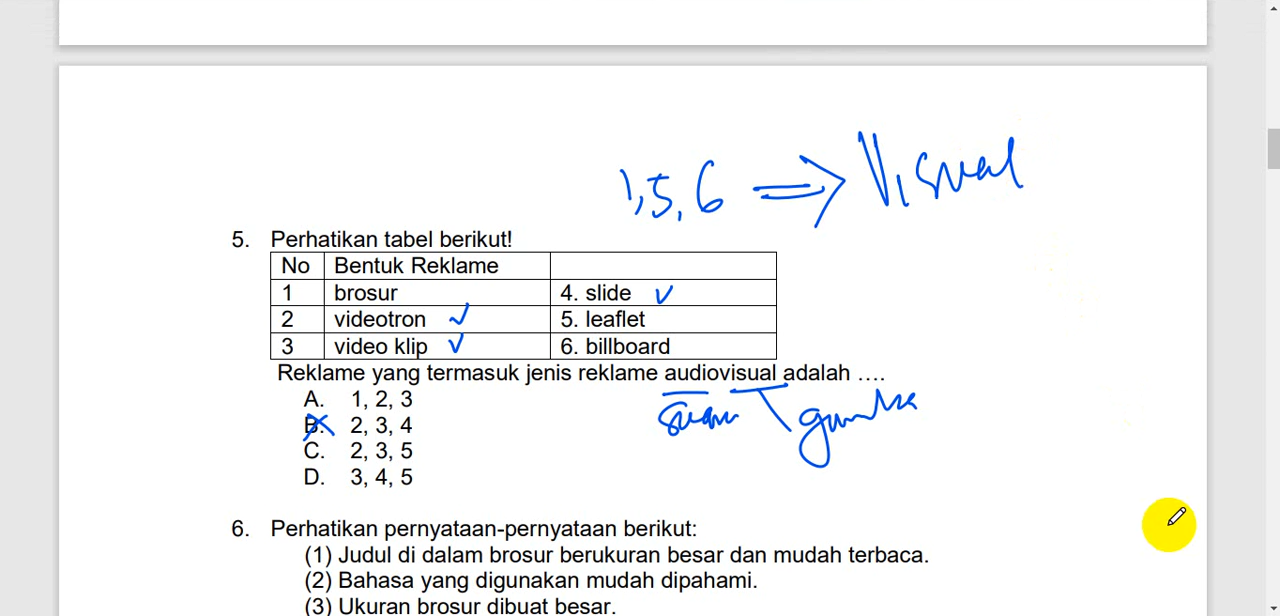 1, 5, 6 ⇒ Visual
5. Perhatikan tabel berikut!
No Bentuk Reklame
1 brosur 4. slide ✓
2 videotron ✓ 5. leaflet
3 video klip ✓ 6. billboard
Reklame yang termasuk jenis reklame audiovisual adalah ....
A. 1, 2, 3
B. 2, 3, 4
C. 2, 3, 5
D. 3, 4, 5
6. Perhatikan pernyataan-pernyataan berikut:
(1) Judul di dalam brosur berukuran besar dan mudah terbaca.
(2) Bahasa yang digunakan mudah dipahami.
(3) Ukuran brosur dibuat besar.